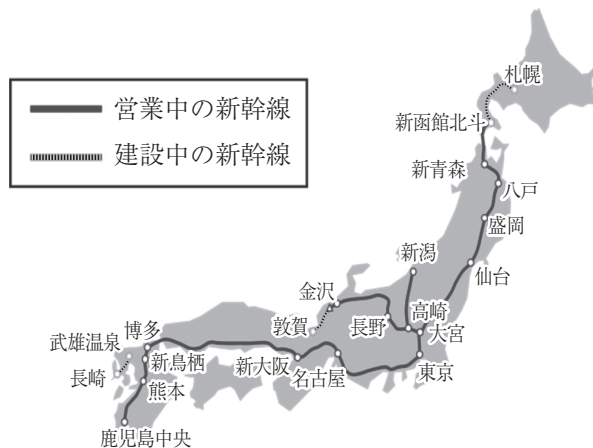 営業中の新幹線
建設中の新幹線
札幌
新函館北斗
新青森
八戸
盛岡
新潟
仙台
金沢
高崎
敦賀
長野
大宮
武雄温泉
博多
新鳥栖
新大阪
東京
長崎
名古屋
熊本
鹿児島中央